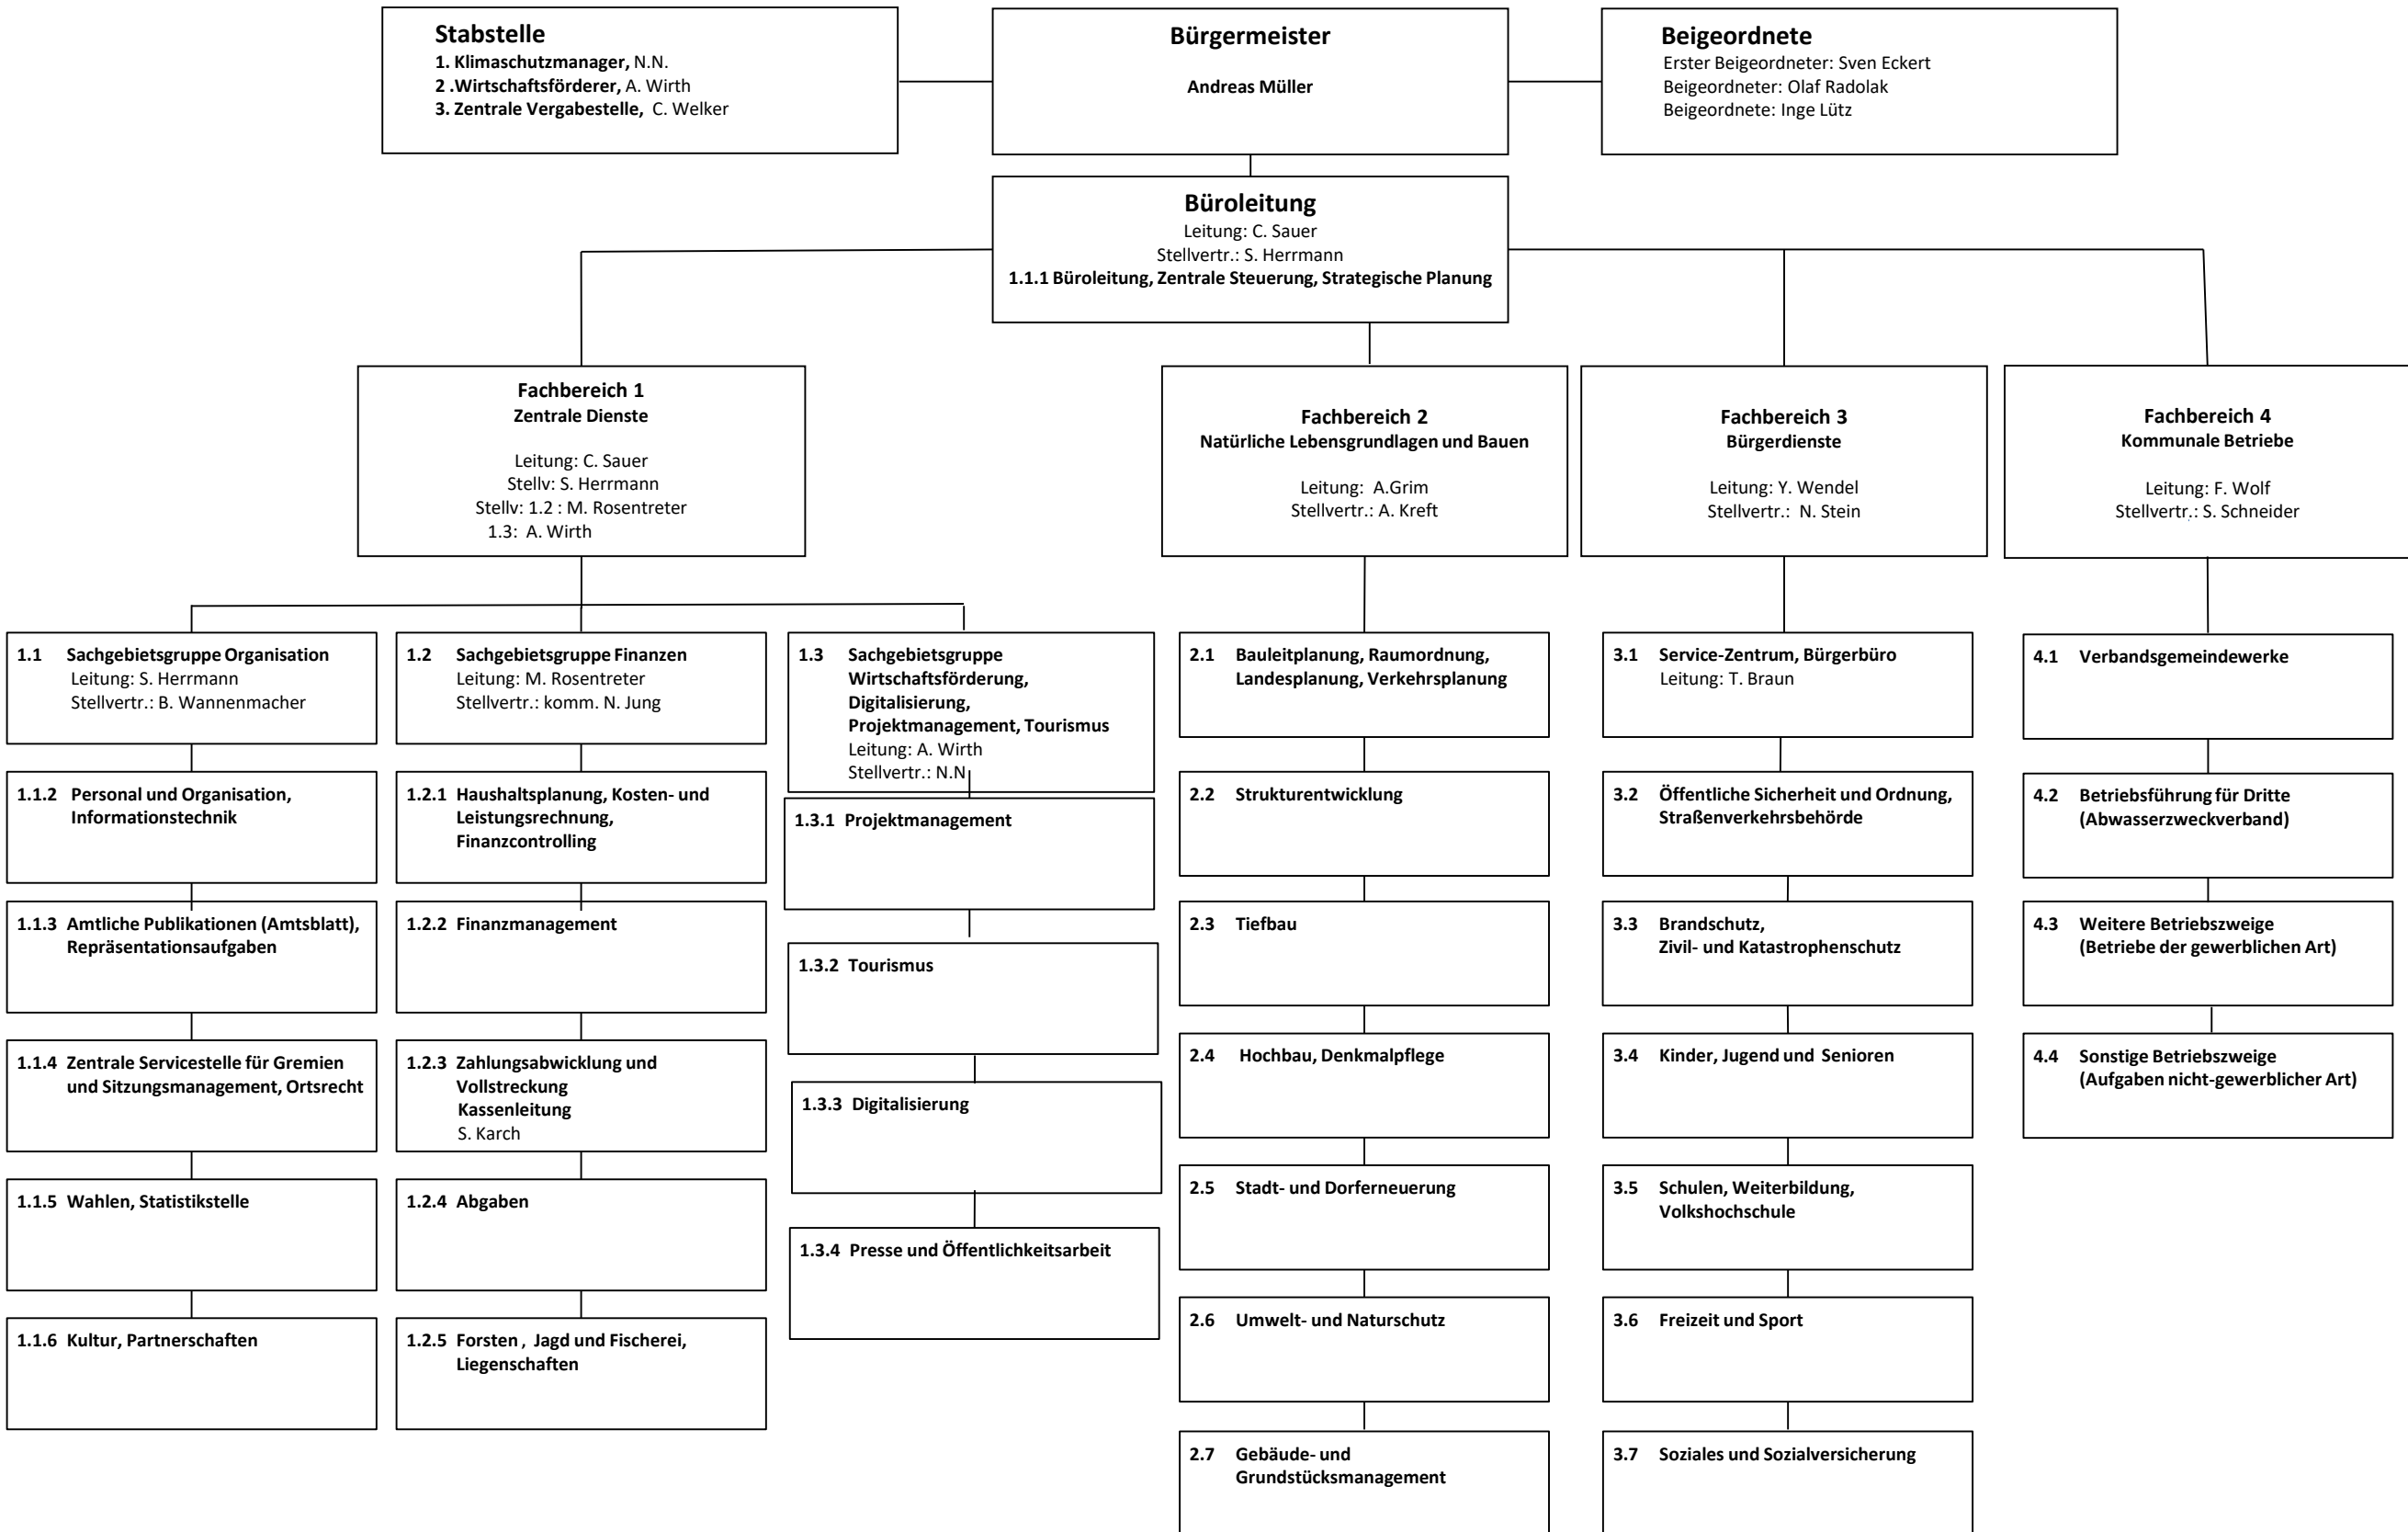 Stabstelle
1. Klimaschutzmanager, N.N.
2 .Wirtschaftsförderer, A. Wirth
3. Zentrale Vergabestelle, C. Welker
Bürgermeister
Andreas Müller
Beigeordnete
Erster Beigeordneter: Sven Eckert
Beigeordneter: Olaf Radolak
Beigeordnete: Inge Lütz
Büroleitung
Leitung: C. Sauer
Stellvertr.: S. Herrmann
1.1.1 Büroleitung, Zentrale Steuerung, Strategische Planung
Fachbereich 1
Zentrale Dienste
Leitung: C. Sauer
Stellv: S. Herrmann
Stellv: 1.2 : M. Rosentreter
1.3: A. Wirth
Fachbereich 2
Natürliche Lebensgrundlagen und Bauen
Leitung: A.Grim
Stellvertr.: A. Kreft
Fachbereich 3
Bürgerdienste
Leitung: Y. Wendel
Stellvertr.: N. Stein
Fachbereich 4
Kommunale Betriebe
Leitung: F. Wolf
Stellvertr.: S. Schneider
1.1 Sachgebietsgruppe Organisation
Leitung: S. Herrmann
Stellvertr.: B. Wannenmacher
1.1.2 Personal und Organisation,
Informationstechnik
1.1.3 Amtliche Publikationen (Amtsblatt),
Repräsentationsaufgaben
1.1.4 Zentrale Servicestelle für Gremien
und Sitzungsmanagement, Ortsrecht
1.1.5 Wahlen, Statistikstelle
1.1.6 Kultur, Partnerschaften
1.2 Sachgebietsgruppe Finanzen
Leitung: M. Rosentreter
Stellvertr.: komm. N. Jung
1.2.1 Haushaltsplanung, Kosten- und
Leistungsrechnung,
Finanzcontrolling
1.2.2 Finanzmanagement
1.2.3 Zahlungsabwicklung und
Vollstreckung
Kassenleitung
S. Karch
1.2.4 Abgaben
1.2.5 Forsten , Jagd und Fischerei,
Liegenschaften
1.3 Sachgebietsgruppe
Wirtschaftsförderung,
Digitalisierung,
Projektmanagement, Tourismus
Leitung: A. Wirth
Stellvertr.: N.N
1.3.1 Projektmanagement
1.3.2 Tourismus
1.3.3 Digitalisierung
1.3.4 Presse und Öffentlichkeitsarbeit
2.1 Bauleitplanung, Raumordnung,
Landesplanung, Verkehrsplanung
2.2 Strukturentwicklung
2.3 Tiefbau
2.4 Hochbau, Denkmalpflege
2.5 Stadt- und Dorferneuerung
2.6 Umwelt- und Naturschutz
2.7 Gebäude- und
Grundstücksmanagement
3.1 Service-Zentrum, Bürgerbüro
Leitung: T. Braun
3.2 Öffentliche Sicherheit und Ordnung,
Straßenverkehrsbehörde
3.3 Brandschutz,
Zivil- und Katastrophenschutz
3.4 Kinder, Jugend und Senioren
3.5 Schulen, Weiterbildung,
Volkshochschule
3.6 Freizeit und Sport
3.7 Soziales und Sozialversicherung
4.1 Verbandsgemeindewerke
4.2 Betriebsführung für Dritte
(Abwasserzweckverband)
4.3 Weitere Betriebszweige
(Betriebe der gewerblichen Art)
4.4 Sonstige Betriebszweige
(Aufgaben nicht-gewerblicher Art)